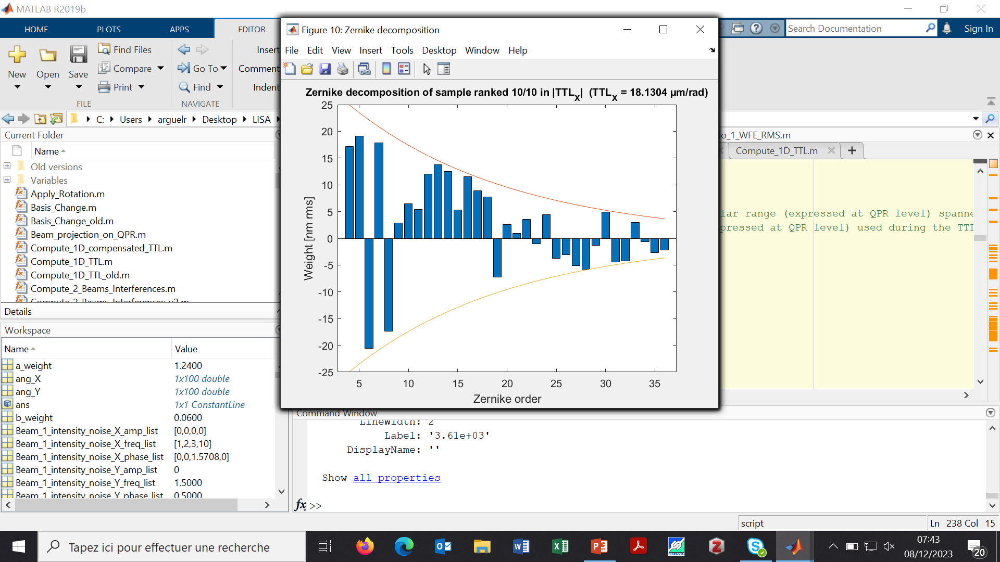 MATLAB R2019b
HOME PLOTS APPS EDITOR
Search Documentation
Sign In
New
Open
Save
Find Files
Compare
Print
FILE
Go To
Find
NAVIGATE
Insert
Comment
Indent
C: Users arguelr Desktop LISA
Current Folder
Name
Old versions
Variables
Apply_Rotation.m
Basis_Change.m
Basis_Change_old.m
Beam_projection_on_QPR.m
Compute_1D_compensated_TTL.m
Compute_1D_TTL.m
Compute_1D_TTL_old.m
Compute_2_Beams_Interferences.m
Compute_2_Beams_Interferences_v2.m
Details
Workspace
Name Value
a_weight 1.2400
ang_X 1x100 double
ang_Y 1x100 double
ans 1x1 ConstantLine
b_weight 0.0600
Beam_1_intensity_noise_X_amp_list [0,0,0,0]
Beam_1_intensity_noise_X_freq_list [1,2,3,10]
Beam_1_intensity_noise_X_phase_list [0,0,1.5708,0]
Beam_1_intensity_noise_Y_amp_list 0
Beam_1_intensity_noise_Y_freq_list 1.5000
Beam_1_intensity_noise_Y_phase_list 0.5000
Figure 10: Zernike decomposition
File Edit View Insert Tools Desktop Window Help
Zernike decomposition of sample ranked 10/10 in |TTL_X| (TTL_X = 18.1304 µm/rad)
25
20
15
10
5
0
-5
-10
-15
-20
-25
Weight [nm rms]
5 10 15 20 25 30 35
Zernike order
o_1_WFE_RMS.m
Compute_1D_TTL.m
lar range (expressed at QPR level) spanne
pressed at QPR level) used during the TTL
Command Window
LineWidth: 2
Label: '3.61e+03'
DisplayName: ''
Show all properties
fx >>
script
Ln 238 Col 15
Tapez ici pour effectuer une recherche
07:43
08/12/2023
20